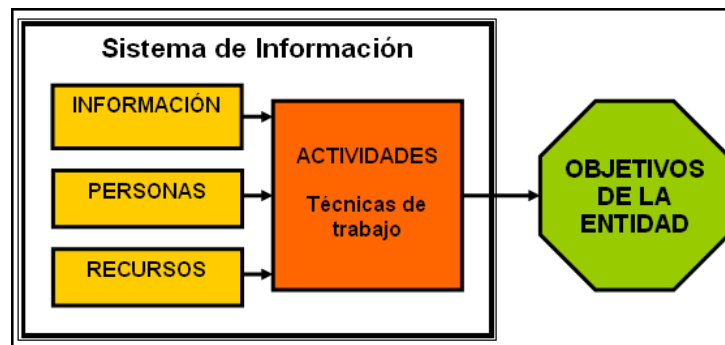 Sistema de Información
INFORMACIÓN
PERSONAS
RECURSOS
ACTIVIDADES
Técnicas de
trabajo
OBJETIVOS
DE LA
ENTIDAD